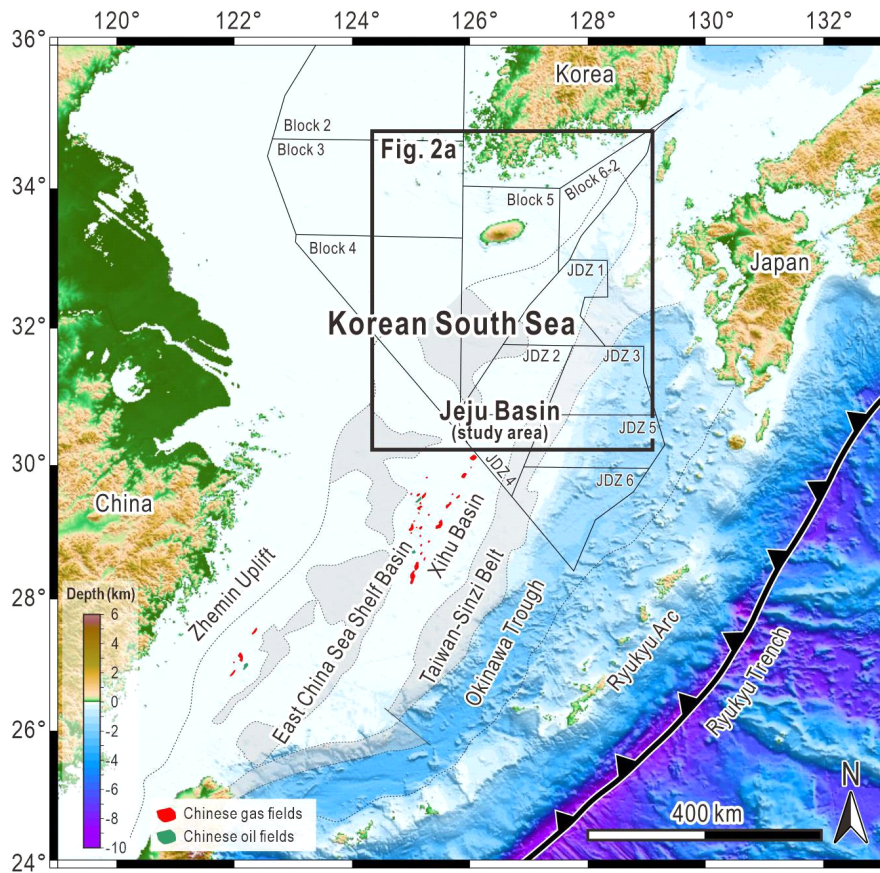 120° 122° 124° 126° 128° 130° 132°
36°
34°
32°
30°
28°
26°
24°
Korea
Block 2
Block 3
Fig. 2a
Block 5
Block 6-2
Block 4
JDZ 1
Japan
Korean South Sea
JDZ 2
JDZ 3
Jeju Basin
(study area)
JDZ 5
JDZ 4
JDZ 6
China
Zhemin Uplift
East China Sea Shelf Basin
Xihu Basin
Taiwan-Sinzi Belt
Okinawa Trough
Ryukyu Arc
Ryukyu Trench
Depth (km)
6
4
2
0
-2
-4
-6
-8
-10
Chinese gas fields
Chinese oil fields
400 km
N